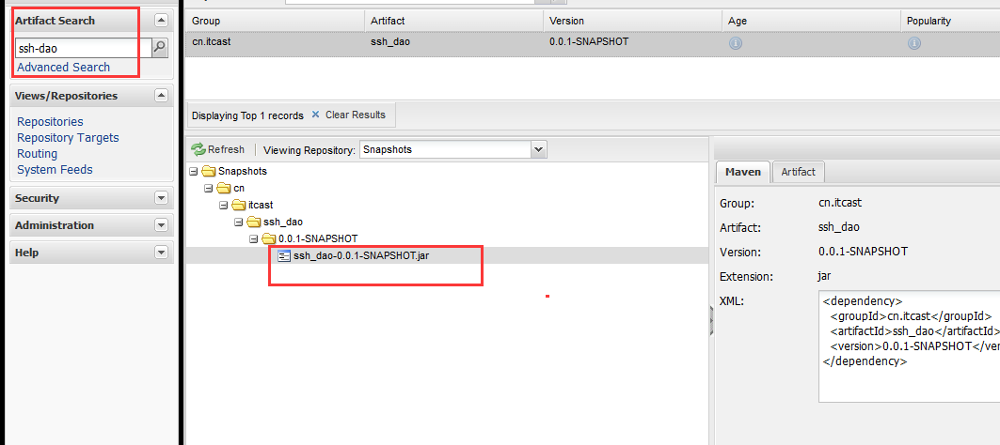 Artifact Search
ssh-dao
Advanced Search
Views/Repositories
Repositories
Repository Targets
Routing
System Feeds
Security
Administration
Help
Group Artifact Version Age Popularity
cn.itcast ssh_dao 0.0.1-SNAPSHOT
Displaying Top 1 records Clear Results
Refresh Viewing Repository: Snapshots
Snapshots
cn
itcast
ssh_dao
0.0.1-SNAPSHOT
ssh_dao-0.0.1-SNAPSHOT.jar
Maven Artifact
Group: cn.itcast
Artifact: ssh_dao
Version: 0.0.1-SNAPSHOT
Extension: jar
XML:
<dependency>
<groupId>cn.itcast</groupId>
<artifactId>ssh_dao</artifactId>
<version>0.0.1-SNAPSHOT</ver
</dependency>